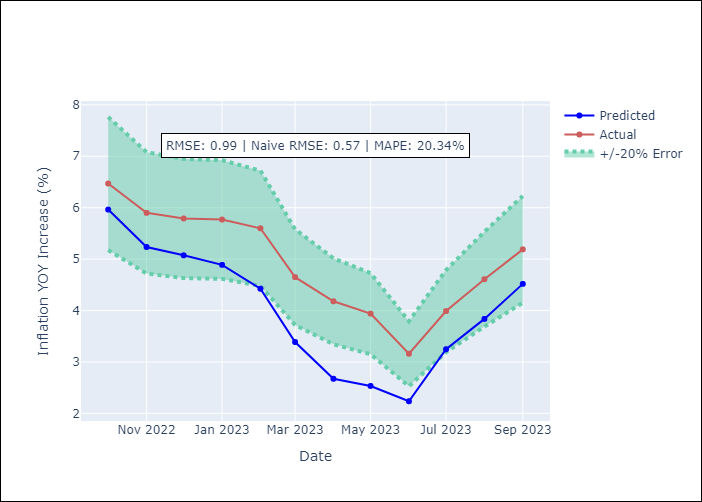 RMSE: 0.99 | Naive RMSE: 0.57 | MAPE: 20.34%
Predicted
Actual
+/-20% Error
Inflation YOY Increase (%)
8
7
6
5
4
3
2
Nov 2022
Jan 2023
Mar 2023
May 2023
Jul 2023
Sep 2023
Date